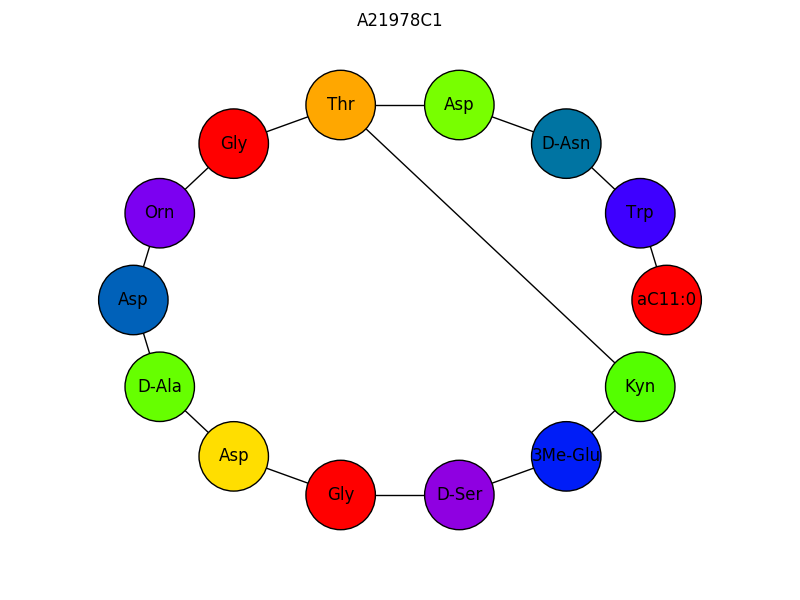 A21978C1
Thr
Asp
Gly
D-Asn
Orn
Trp
Asp
aC11:0
D-Ala
Kyn
Asp
3Me-Glu
Gly
D-Ser